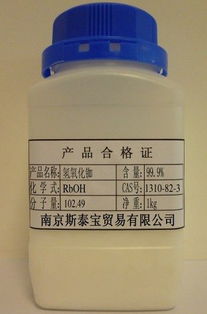 产品合格证
产品名称: 氢氧化铷 含量: 99.9%
化学式: RbOH CAS号: 1310-82-3
分子量: 102.49 净重: 1kg
南京斯泰宝贸易有限公司